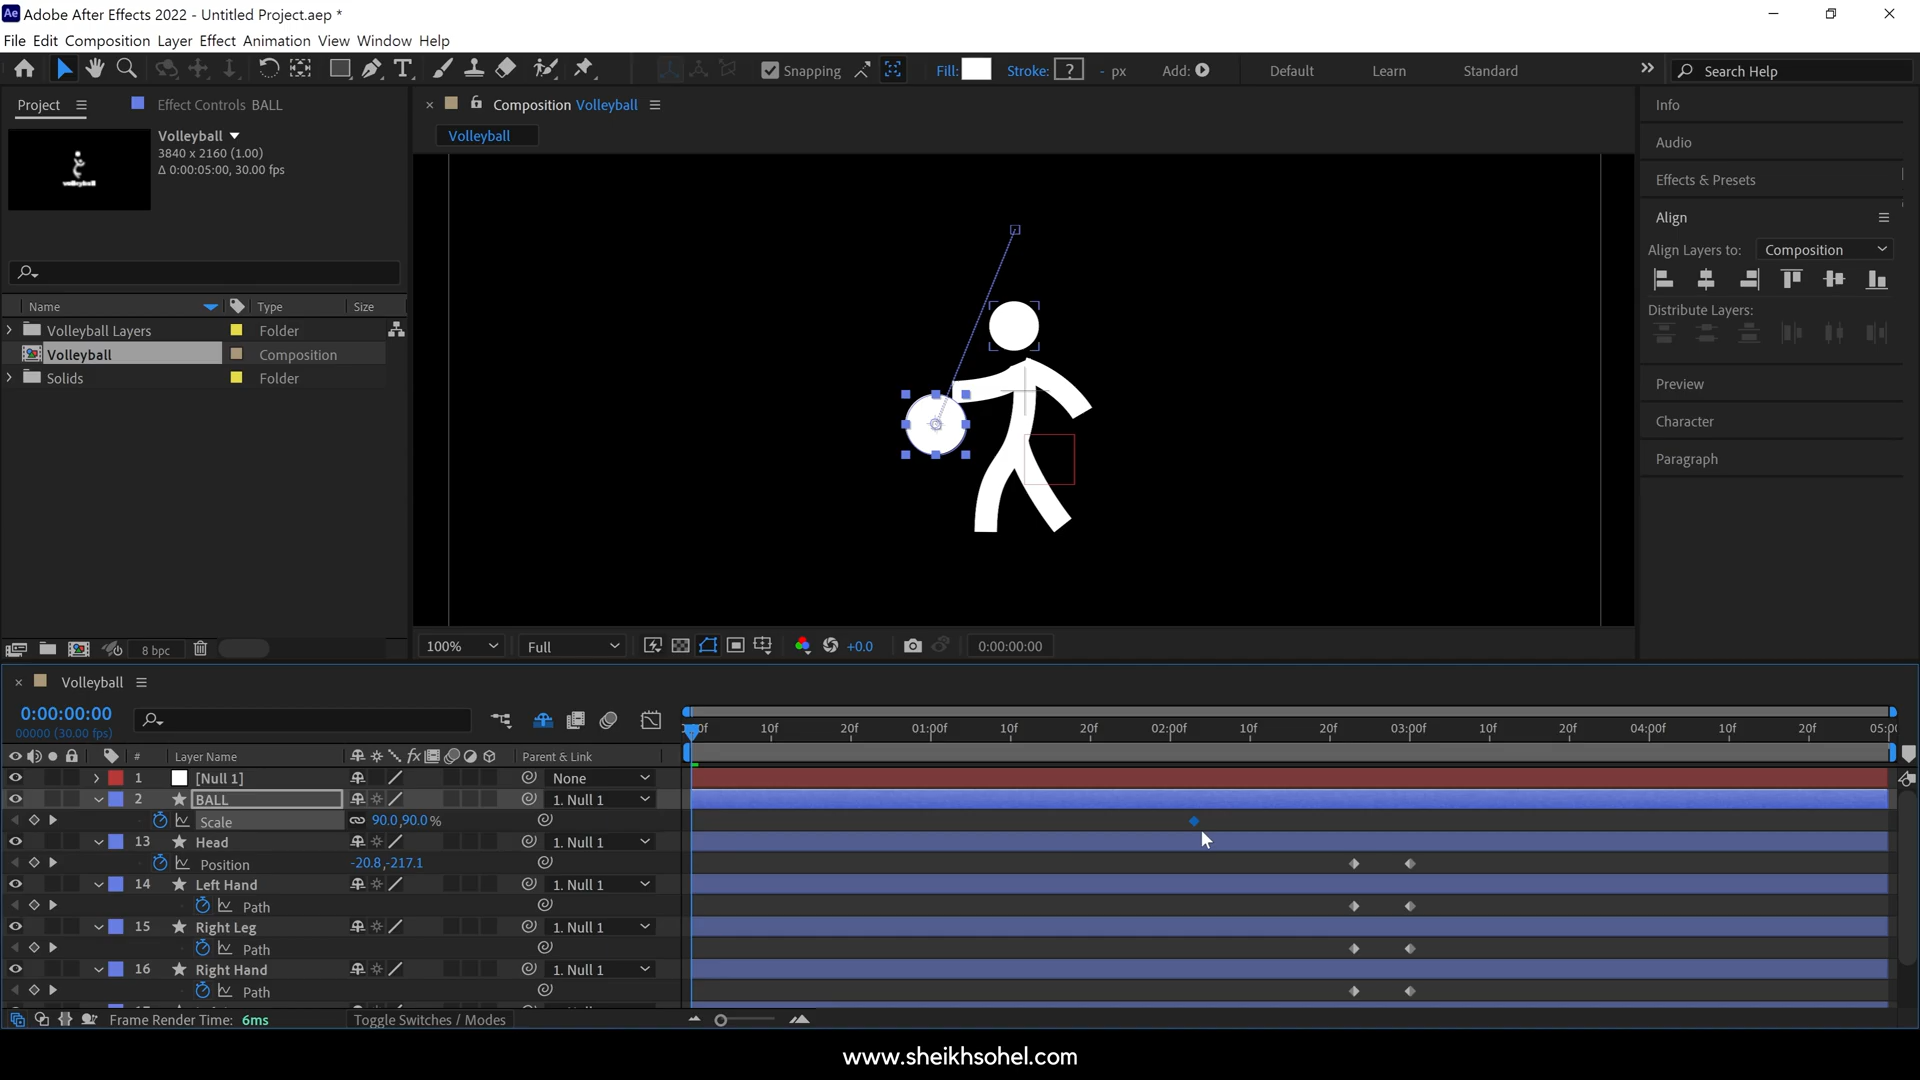 Adobe After Effects 2022 - Untitled Project.aep *
File Edit Composition Layer Effect Animation View Window Help
Snapping
Fill:
Stroke:
?
- px
Add:
Default
Learn
Standard
Search Help
Project
Effect Controls BALL
Composition Volleyball
Info
Volleyball
3840 x 2160 (1.00)
Δ 0:00:05:00, 30.00 fps
volleyball
Volleyball
Audio
Effects & Presets
Align
Align Layers to:
Composition
Distribute Layers:
Preview
Character
Paragraph
Name
Type
Size
Volleyball Layers
Folder
Volleyball
Composition
Solids
Folder
8 bpc
100%
Full
+0.0
0:00:00:00
Volleyball
0:00:00:00
00000 (30.00 fps)
:00f 10f 20f 01:00f 10f 20f 02:00f 10f 20f 03:00f 10f 20f 04:00f 10f 20f 05:00
# Layer Name
fx
Parent & Link
1 [Null 1] None
2 BALL 1. Null 1
Scale 90.0,90.0%
13 Head 1. Null 1
Position -20.8,-217.1
14 Left Hand 1. Null 1
Path
15 Right Leg 1. Null 1
Path
16 Right Hand 1. Null 1
Path
Frame Render Time: 6ms
Toggle Switches / Modes
www.sheikhsohel.com